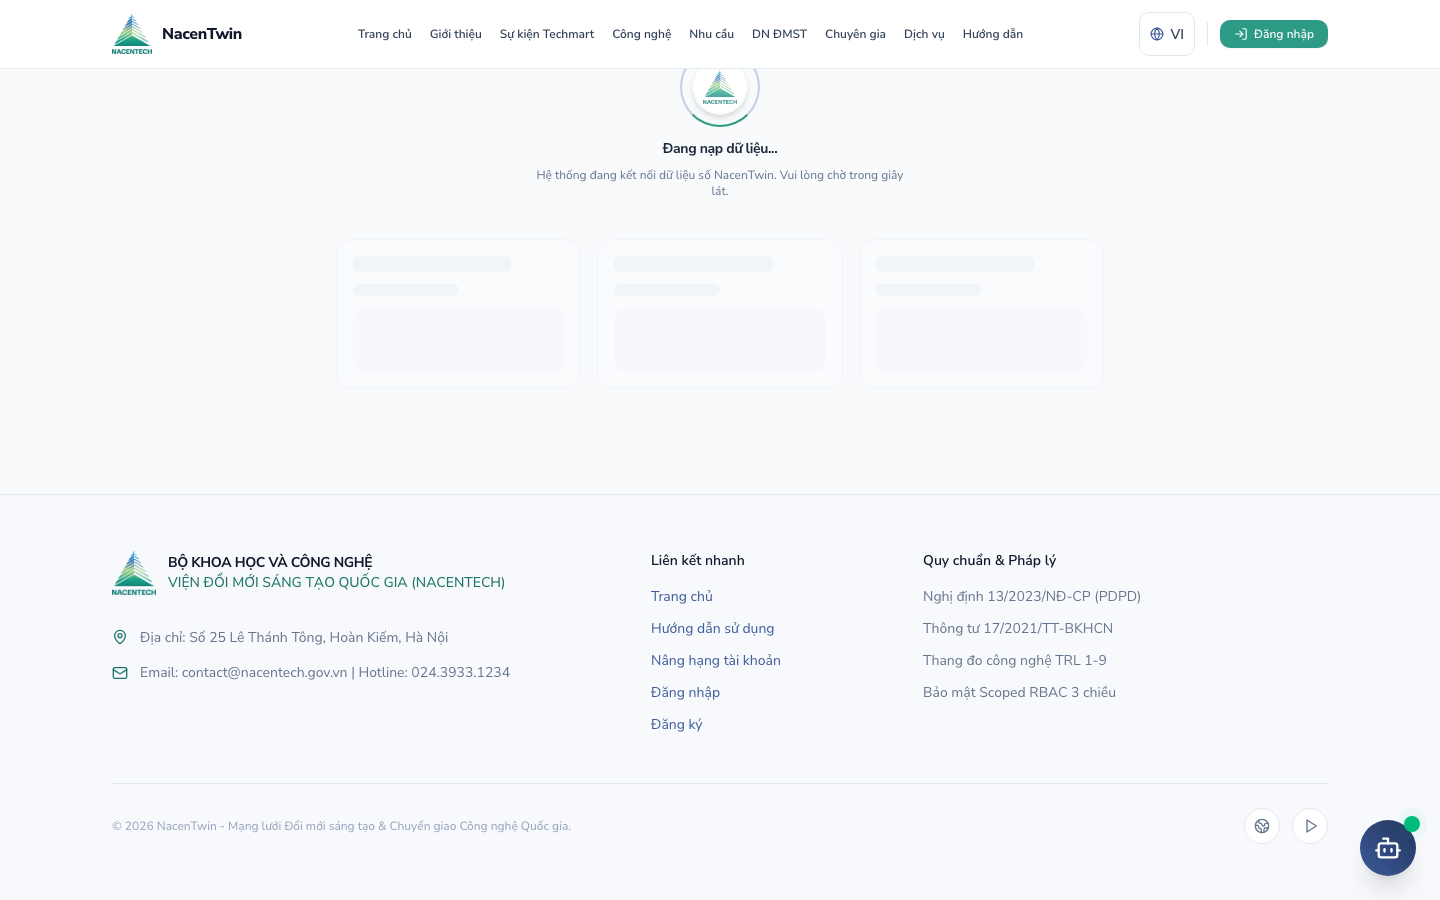 NACENTECH
NacenTwin
Trang chủ
Giới thiệu
Sự kiện Techmart
Công nghệ
Nhu cầu
DN ĐMST
Chuyên gia
Dịch vụ
Hướng dẫn
VI
Đăng nhập
NACENTECH
Đang nạp dữ liệu...
Hệ thống đang kết nối dữ liệu số NacenTwin. Vui lòng chờ trong giây
lát.
NACENTECH
BỘ KHOA HỌC VÀ CÔNG NGHỆ
VIỆN ĐỔI MỚI SÁNG TẠO QUỐC GIA (NACENTECH)
Địa chỉ: Số 25 Lê Thánh Tông, Hoàn Kiếm, Hà Nội
Email: contact@nacentech.gov.vn | Hotline: 024.3933.1234
Liên kết nhanh
Trang chủ
Hướng dẫn sử dụng
Nâng hạng tài khoản
Đăng nhập
Đăng ký
Quy chuẩn & Pháp lý
Nghị định 13/2023/NĐ-CP (PDPD)
Thông tư 17/2021/TT-BKHCN
Thang đo công nghệ TRL 1-9
Bảo mật Scoped RBAC 3 chiều
© 2026 NacenTwin - Mạng lưới Đổi mới sáng tạo & Chuyển giao Công nghệ Quốc gia.